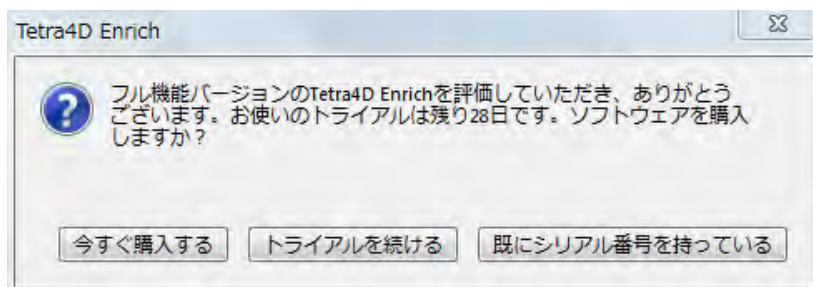 Tetra4D Enrich
フル機能バージョンのTetra4D Enrichを評価していただき、ありがとう
ございます。お使いのトライアルは残り28日です。ソフトウェアを購入
しますか？
今すぐ購入する トライアルを続ける 既にシリアル番号を持っている